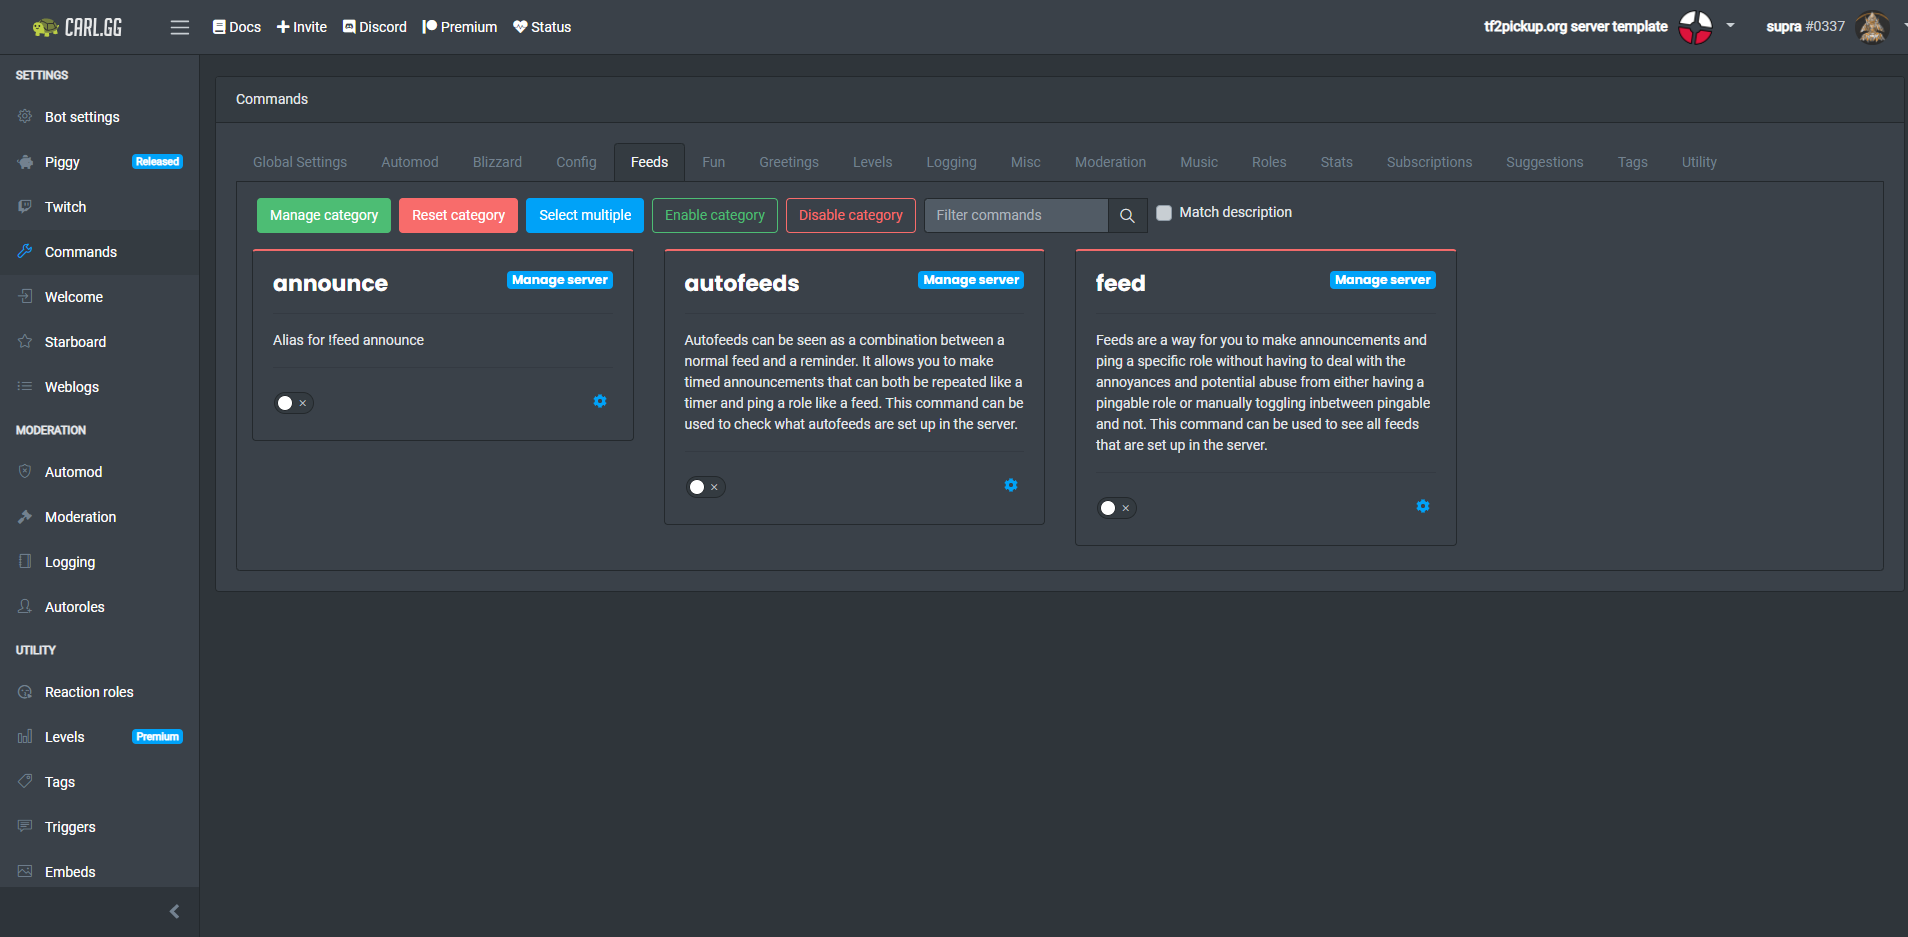 CARL.GG
Docs Invite Discord Premium Status
tf2pickup.org server template
supra #0337
SETTINGS
Bot settings
Piggy Released
Twitch
Commands
Welcome
Starboard
Weblogs
MODERATION
Automod
Moderation
Logging
Autoroles
UTILITY
Reaction roles
Levels Premium
Tags
Triggers
Embeds
Commands
Global Settings Automod Blizzard Config Feeds Fun Greetings Levels Logging Misc Moderation Music Roles Stats Subscriptions Suggestions Tags Utility
Manage category Reset category Select multiple Enable category Disable category Filter commands Match description
announce Manage server
Alias for !feed announce
autofeeds Manage server
Autofeeds can be seen as a combination between a
normal feed and a reminder. It allows you to make
timed announcements that can both be repeated like a
timer and ping a role like a feed. This command can be
used to check what autofeeds are set up in the server.
feed Manage server
Feeds are a way for you to make announcements and
ping a specific role without having to deal with the
annoyances and potential abuse from either having a
pingable role or manually toggling inbetween pingable
and not. This command can be used to see all feeds
that are set up in the server.